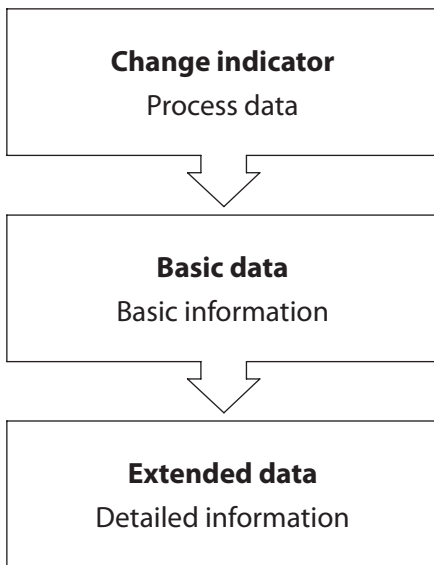 Change indicator
Process data
Basic data
Basic information
Extended data
Detailed information